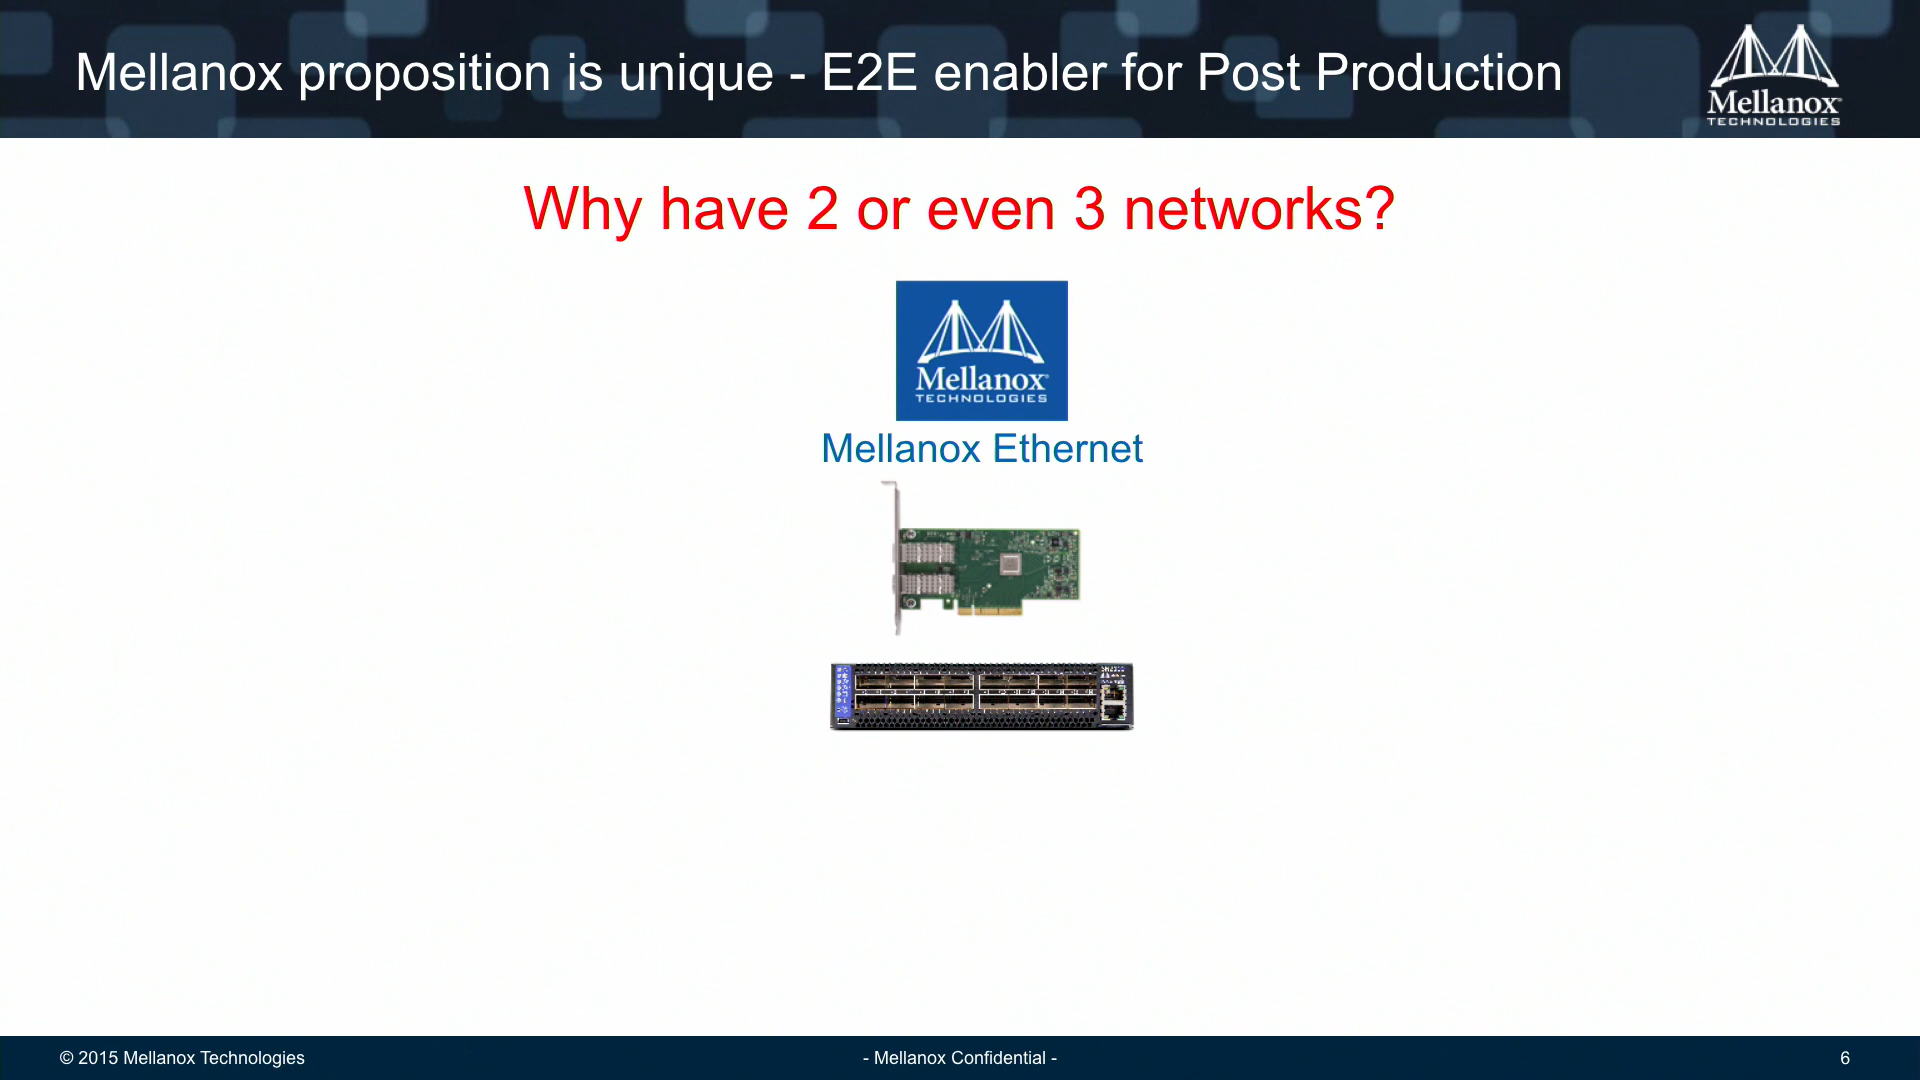 Mellanox proposition is unique - E2E enabler for Post Production
Mellanox
TECHNOLOGIES
Why have 2 or even 3 networks?
Mellanox
TECHNOLOGIES
Mellanox Ethernet
© 2015 Mellanox Technologies
- Mellanox Confidential -
6